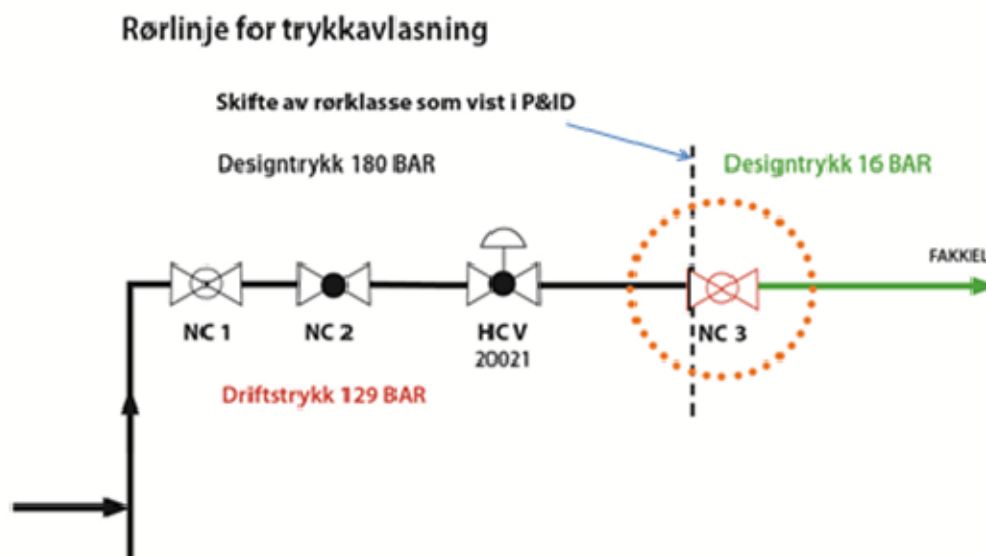 Rørlinje for trykkavlasning
Skifte av rørklasse som vist i P&ID
Designtrykk 180 BAR
Designtrykk 16 BAR
FAKKEL
NC 1
NC 2
HCV
20021
NC 3
Driftstrykk 129 BAR